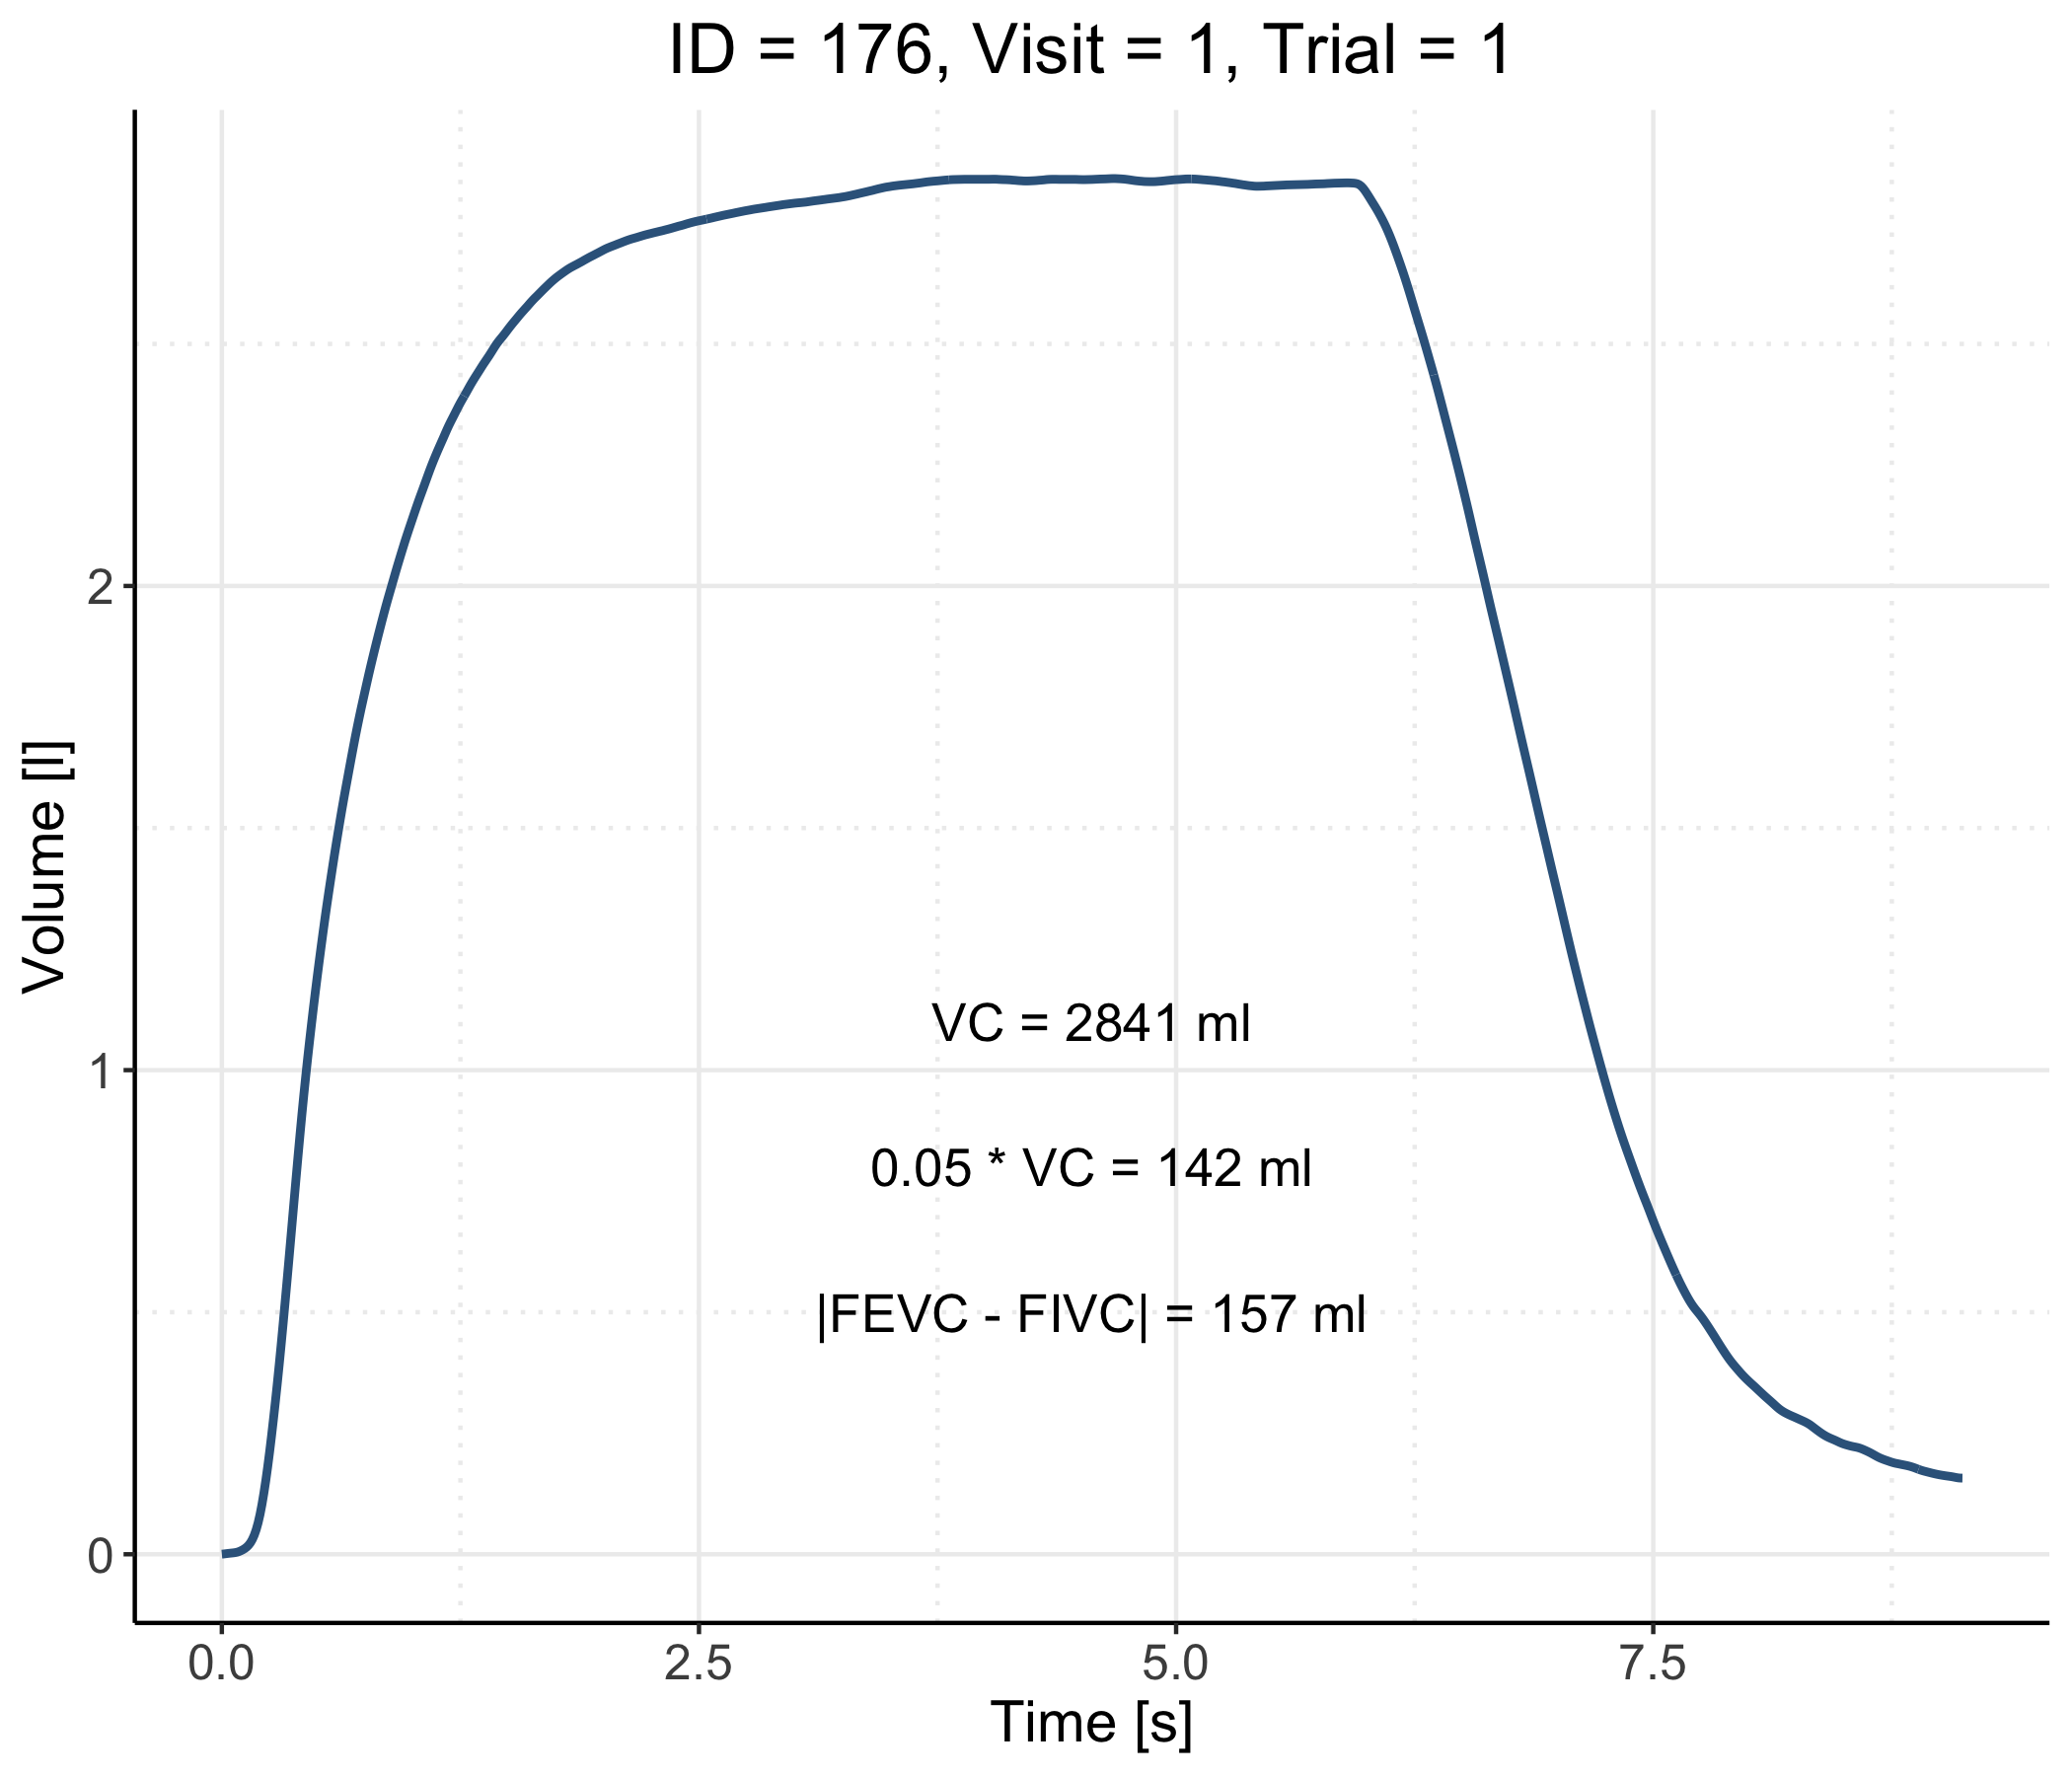 ID = 176, Visit = 1, Trial = 1
Volume [l]
2
1
0
VC = 2841 ml
0.05 * VC = 142 ml
|FEVC - FIVC| = 157 ml
0.0 2.5 5.0 7.5
Time [s]